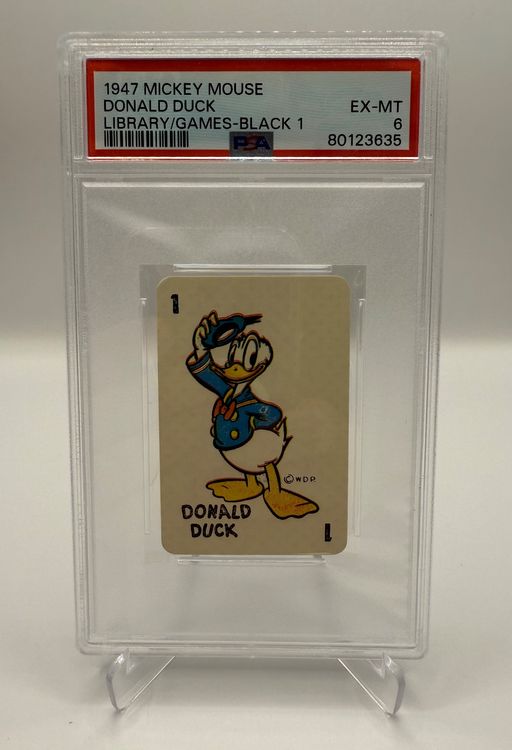 1947 MICKEY MOUSE
DONALD DUCK EX-MT
LIBRARY/GAMES-BLACK 1 6
PSA 80123635
1
©W.D.P.
DONALD
DUCK
1